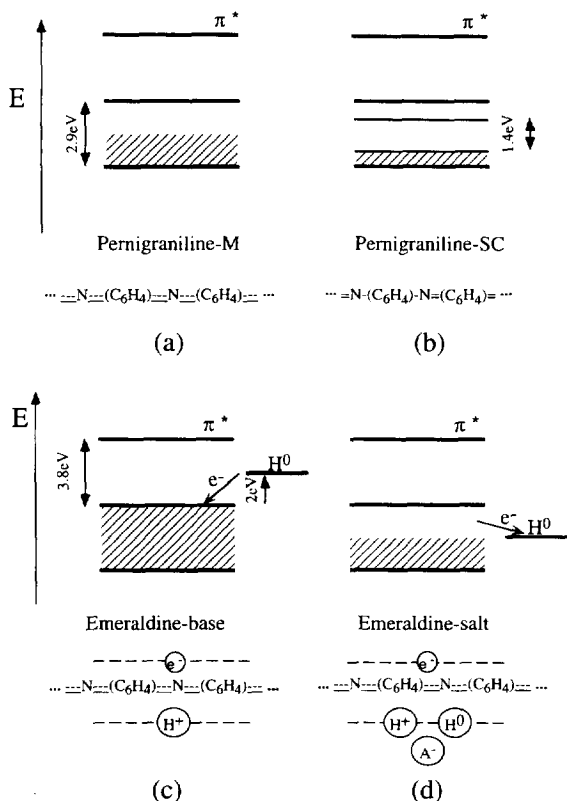 π *
π *
E
2.9eV
1.4eV
Pernigraniline-M
Pernigraniline-SC
··· ---N---(C₆H₄)---N---(C₆H₄)--- ···
··· =N-(C₆H₄)-N=(C₆H₄)= ···
(a)
(b)
E
π *
π *
3.8eV
e⁻
H⁰
2eV
e⁻
H⁰
Emeraldine-base
Emeraldine-salt
e⁻
e⁻
··· ---N---(C₆H₄)---N---(C₆H₄)--- ···
··· ---N---(C₆H₄)---N---(C₆H₄)--- ···
H⁺
H⁺
H⁰
A⁻
(c)
(d)